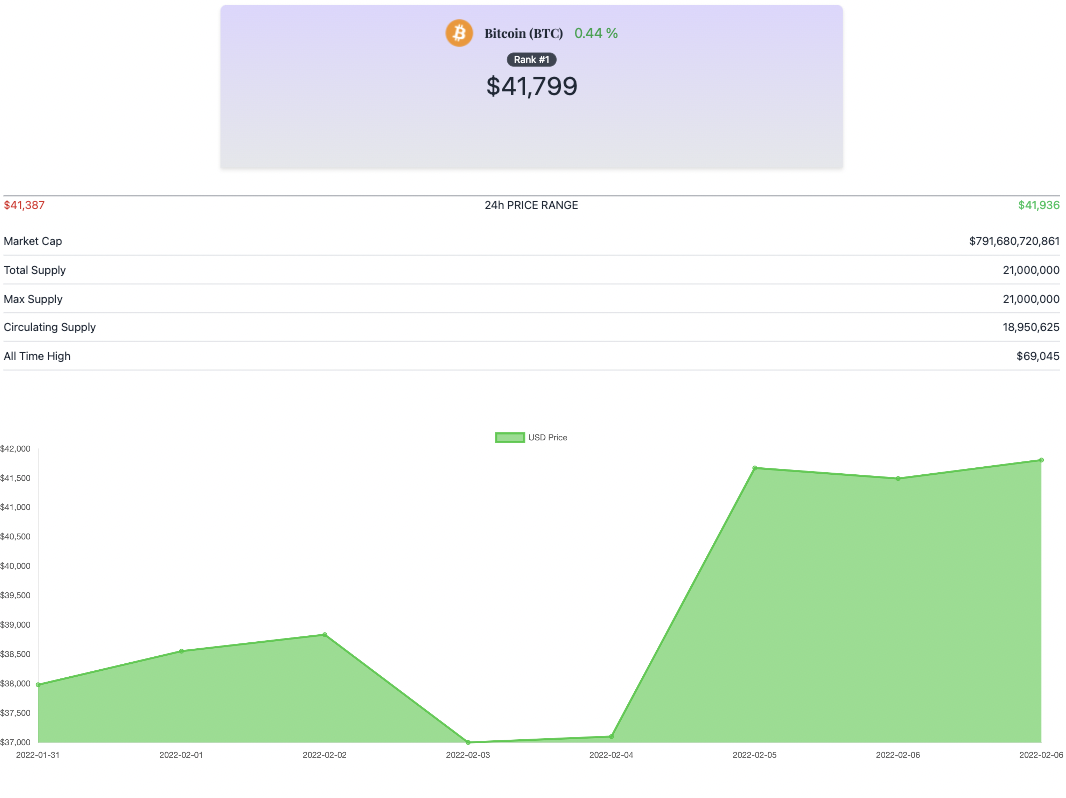 Bitcoin (BTC) 0.44 %
Rank #1
$41,799
$41,387 24h PRICE RANGE $41,936
Market Cap $791,680,720,861
Total Supply 21,000,000
Max Supply 21,000,000
Circulating Supply 18,950,625
All Time High $69,045
USD Price
$42,000
$41,500
$41,000
$40,500
$40,000
$39,500
$39,000
$38,500
$38,000
$37,500
$37,000
2022-01-31 2022-02-01 2022-02-02 2022-02-03 2022-02-04 2022-02-05 2022-02-06 2022-02-06